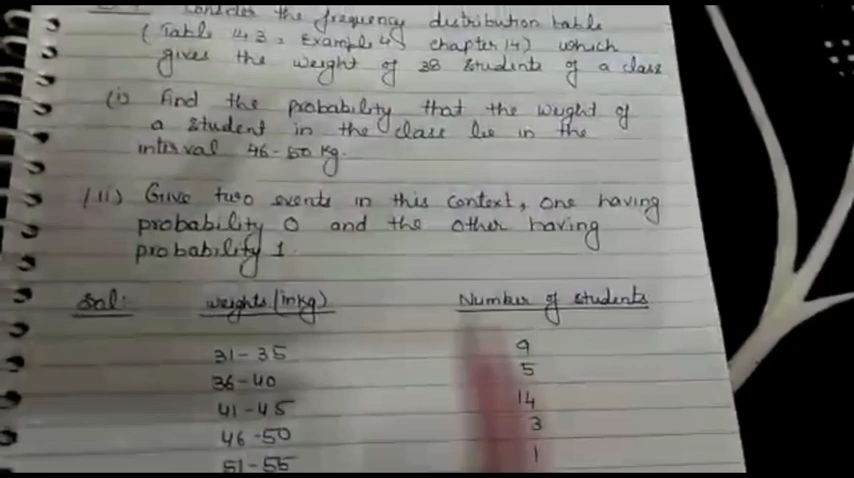 Consider the frequency distribution table
(Table 14.3, Example 4, chapter 14) which
gives the weight of 38 students of a class
(i) Find the probability that the weight of
a student in the class lie in the
interval 46-50 kg.
(ii) Give two events in this context, one having
probability 0 and the other having
probability 1.
Sol: weights (in kg) Number of students
31-35 9
36-40 5
41-45 14
46-50 3
51-55 1